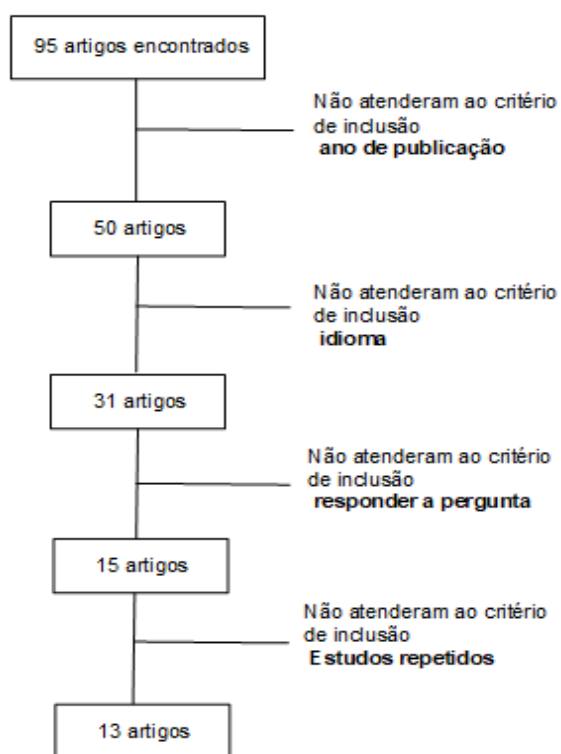 95 artigos encontrados
Não atenderam ao critério
de inclusão
ano de publicação
50 artigos
Não atenderam ao critério
de inclusão
idioma
31 artigos
Não atenderam ao critério
de inclusão
responder a pergunta
15 artigos
Não atenderam ao critério
de inclusão
Estudos repetidos
13 artigos